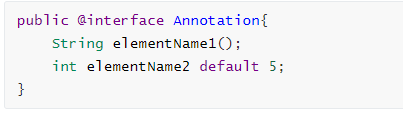 public @interface Annotation{
    String elementName1();
    int elementName2 default 5;
}